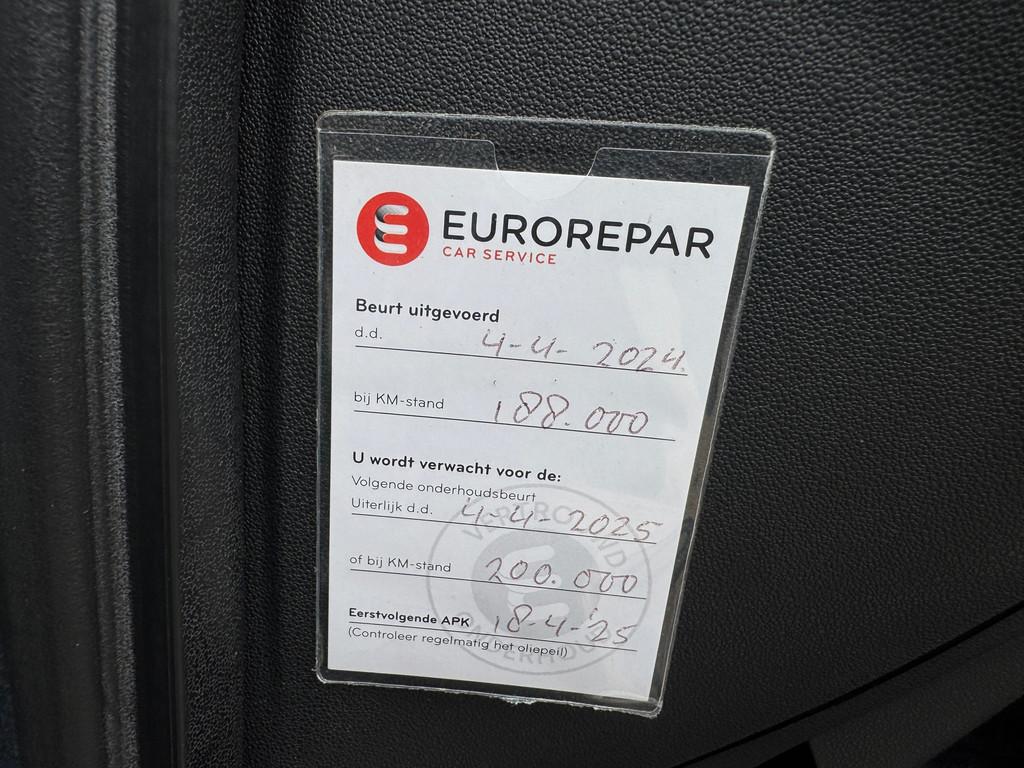 EUROREPAR
CAR SERVICE
Beurt uitgevoerd
d.d. 4-4-2024.
bij KM-stand 188.000
U wordt verwacht voor de:
Volgende onderhoudsbeurt
Uiterlijk d.d. 4-4-2025
of bij KM-stand 200.000
Eerstvolgende APK 18-4-'25
(Controleer regelmatig het oliepeil)
VERTROUWD
ONDERHOUD